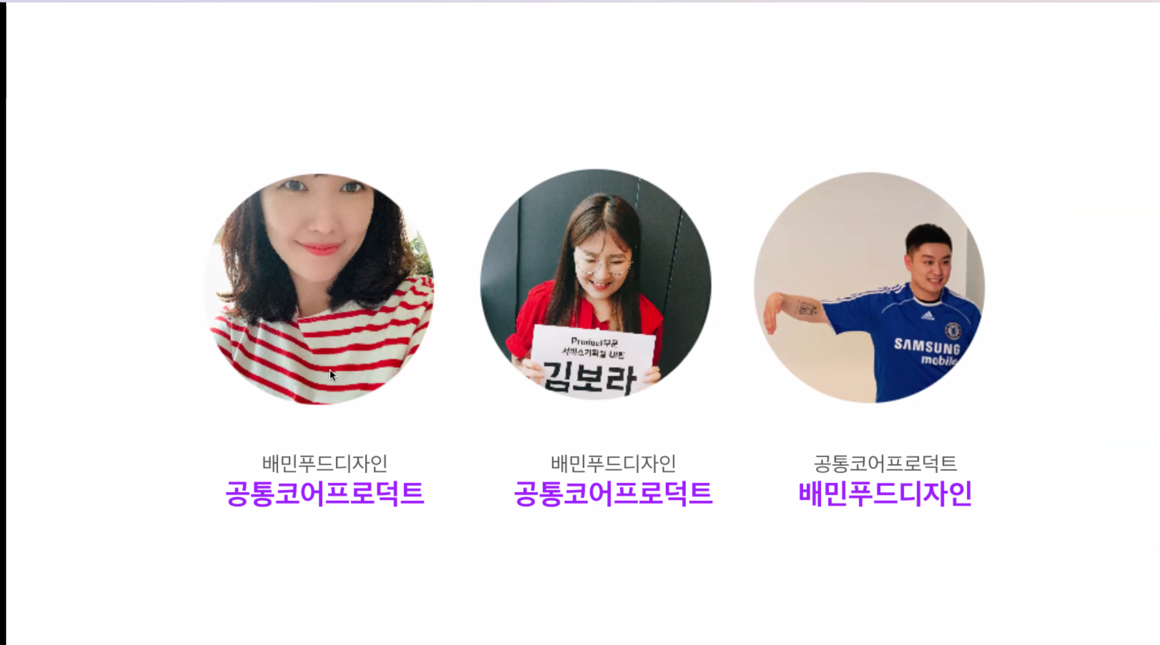 Product부문
서비스기획실 UI팀
김보라
SAMSUNG
mobile
배민푸드디자인
공통코어프로덕트
배민푸드디자인
공통코어프로덕트
공통코어프로덕트
배민푸드디자인